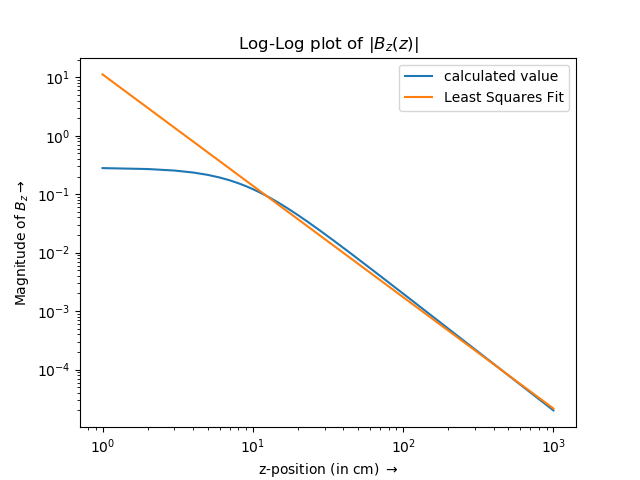 Log-Log plot of |B_z(z)|
calculated value
Least Squares Fit
10^1
10^0
10^-1
10^-2
10^-3
10^-4
Magnitude of B_z→
10^0 10^1 10^2 10^3
z-position (in cm) →